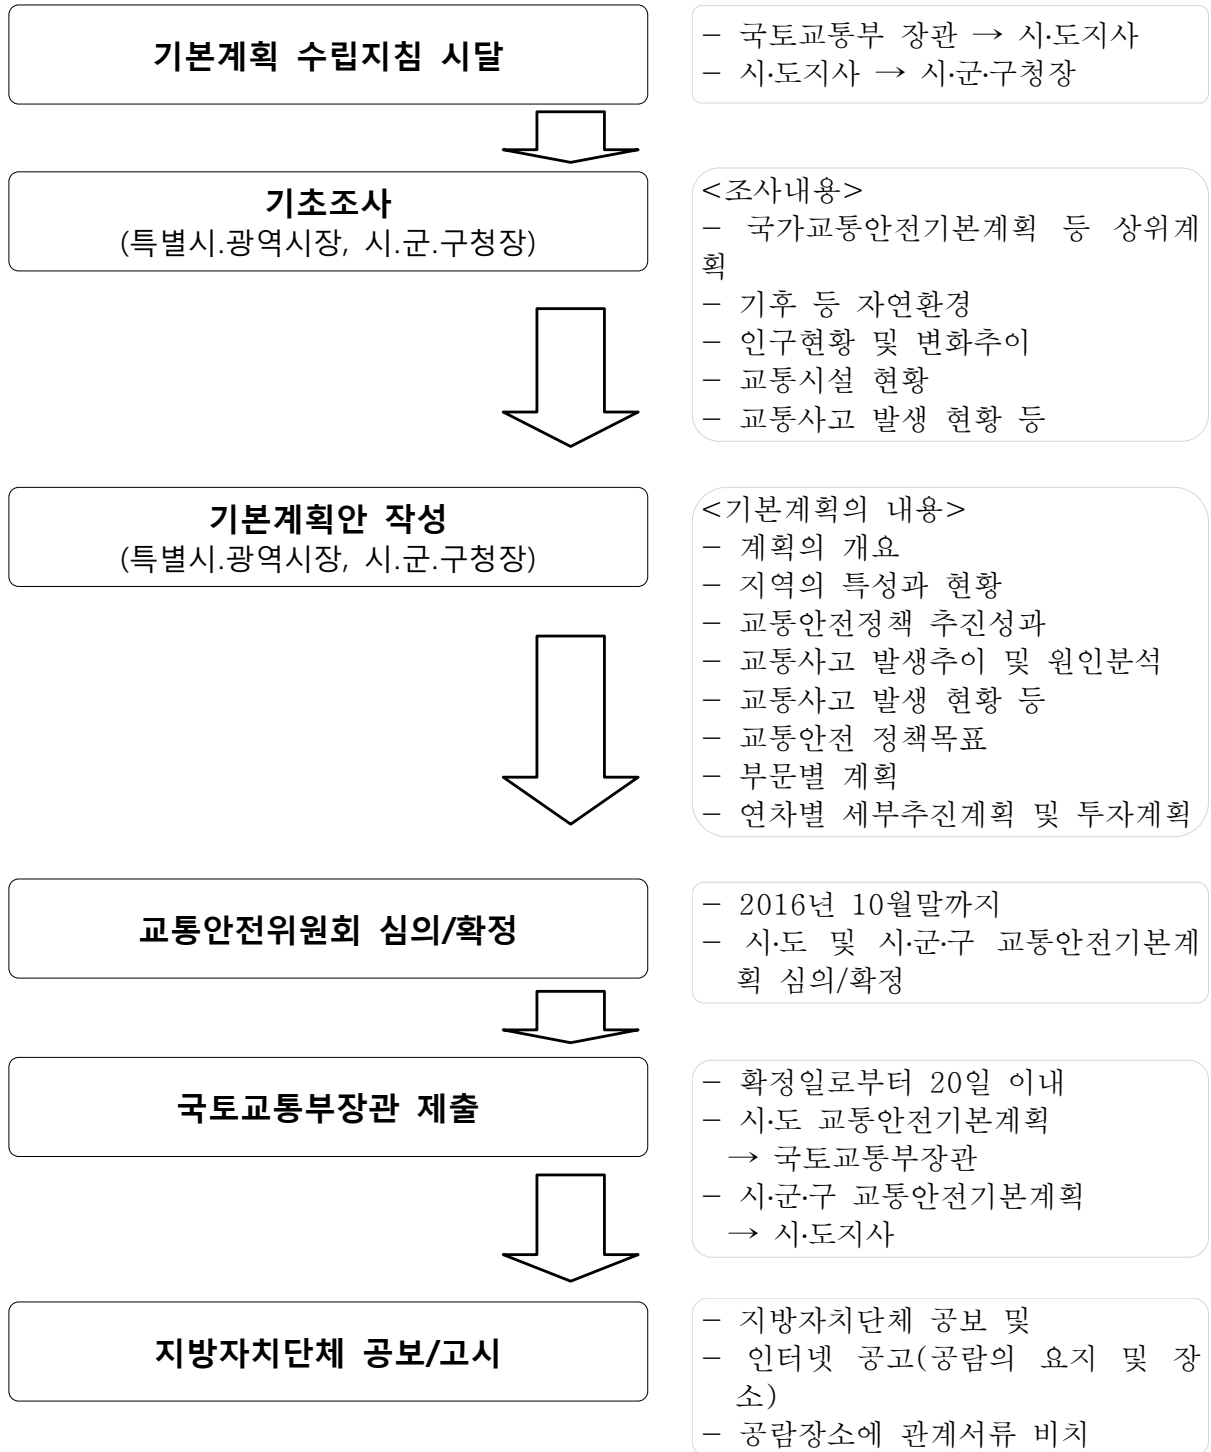 기본계획 수립지침 시달
− 국토교통부 장관 → 시·도지사
− 시·도지사 → 시·군·구청장
기초조사
(특별시.광역시장, 시.군.구청장)
<조사내용>
− 국가교통안전기본계획 등 상위계
획
− 기후 등 자연환경
− 인구현황 및 변화추이
− 교통시설 현황
− 교통사고 발생 현황 등
기본계획안 작성
(특별시.광역시장, 시.군.구청장)
<기본계획의 내용>
− 계획의 개요
− 지역의 특성과 현황
− 교통안전정책 추진성과
− 교통사고 발생추이 및 원인분석
− 교통사고 발생 현황 등
− 교통안전 정책목표
− 부문별 계획
− 연차별 세부추진계획 및 투자계획
교통안전위원회 심의/확정
− 2016년 10월말까지
− 시·도 및 시·군·구 교통안전기본계
획 심의/확정
국토교통부장관 제출
− 확정일로부터 20일 이내
− 시·도 교통안전기본계획
→ 국토교통부장관
− 시·군·구 교통안전기본계획
→ 시·도지사
지방자치단체 공보/고시
− 지방자치단체 공보 및
− 인터넷 공고(공람의 요지 및 장
소)
− 공람장소에 관계서류 비치